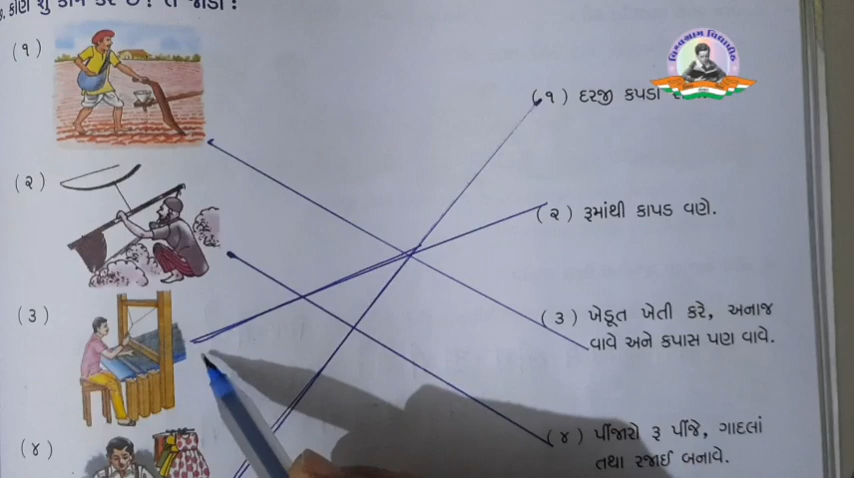 (૧)
(૧) દરજી કપડાં
(૨)
(૨) રૂમાંથી કાપડ વણે.
(૩)
(૩) ખેડૂત ખેતી કરે, અનાજ
વાવે અને કપાસ પણ વાવે.
(૪)
(૪) પીંજારો રૂ પીંજે, ગાદલાં
તથા રજાઈ બનાવે.
વિશ્વગ્રામ વિદ્યાપીઠ